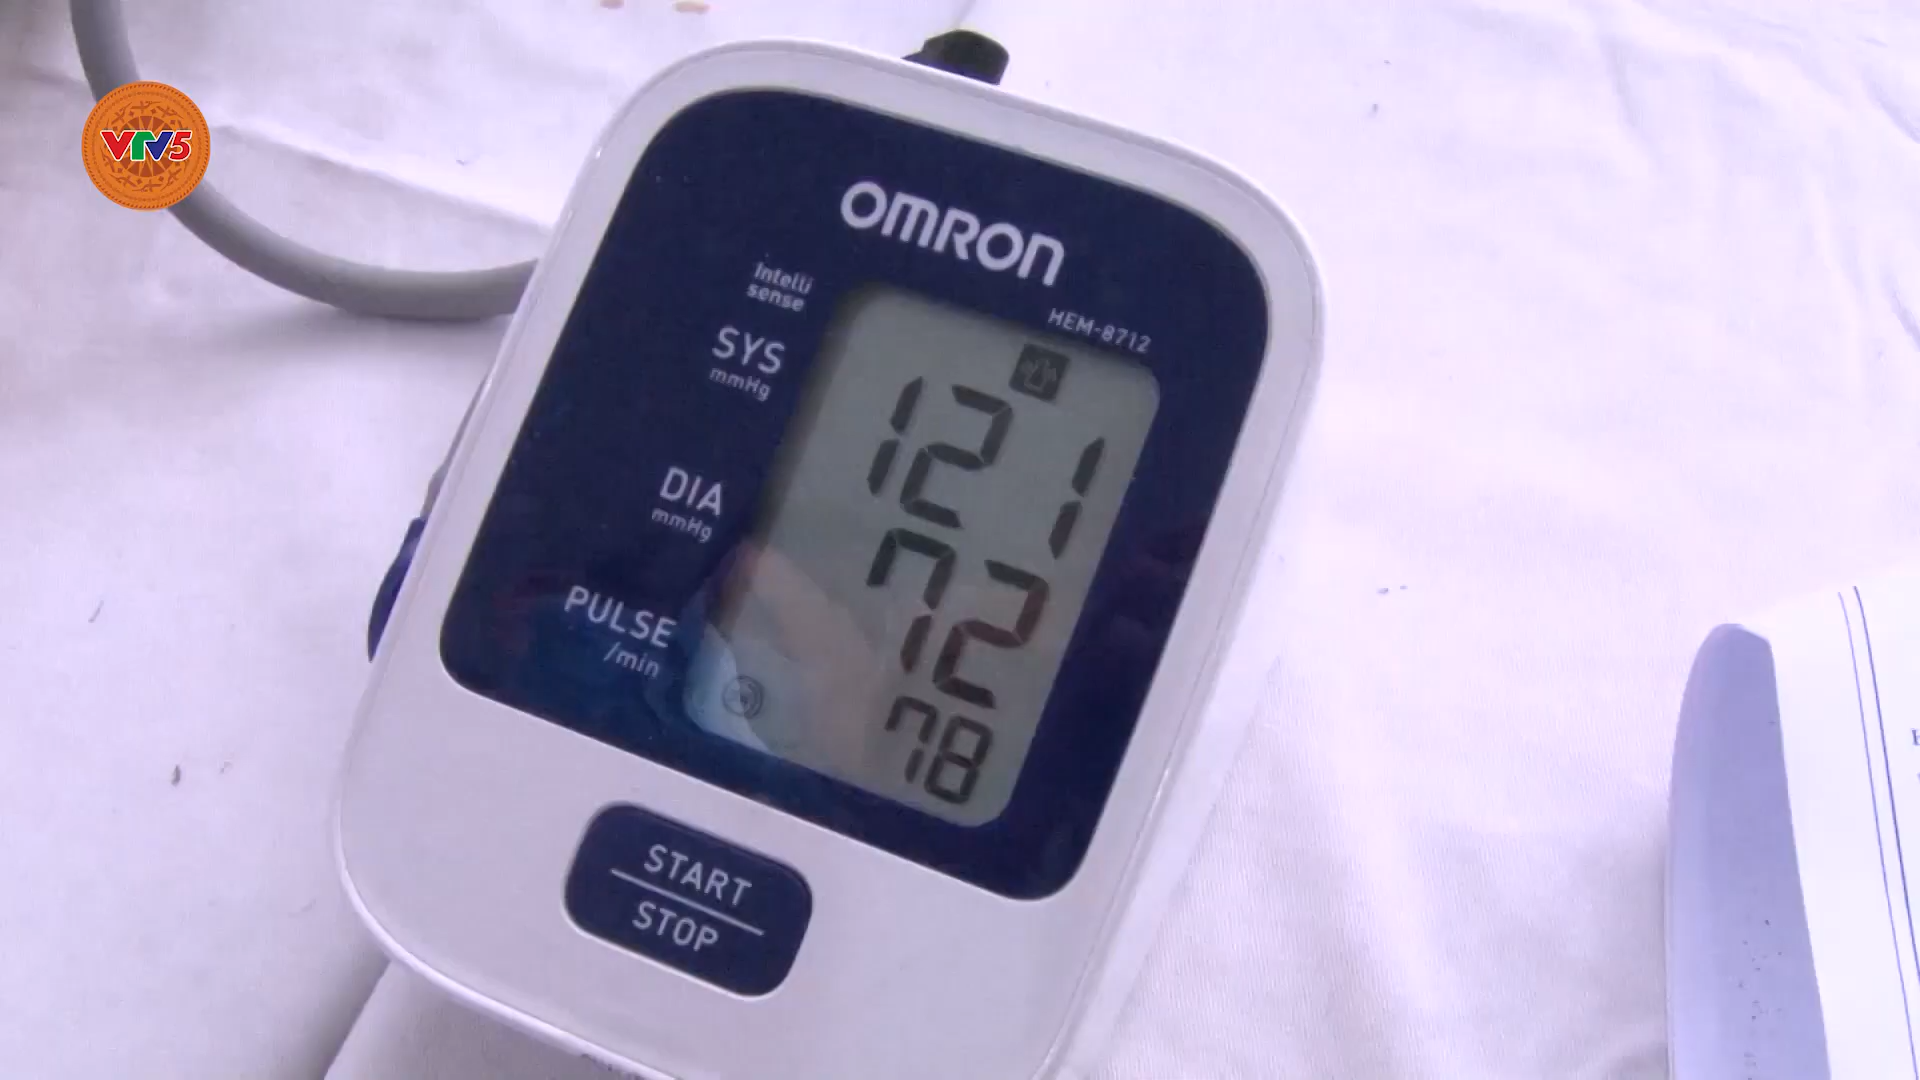 VTV5
OMRON
Intelli
sense
HEM-8712
SYS
mmHg
121
DIA
mmHg
72
PULSE
/min
78
START
STOP